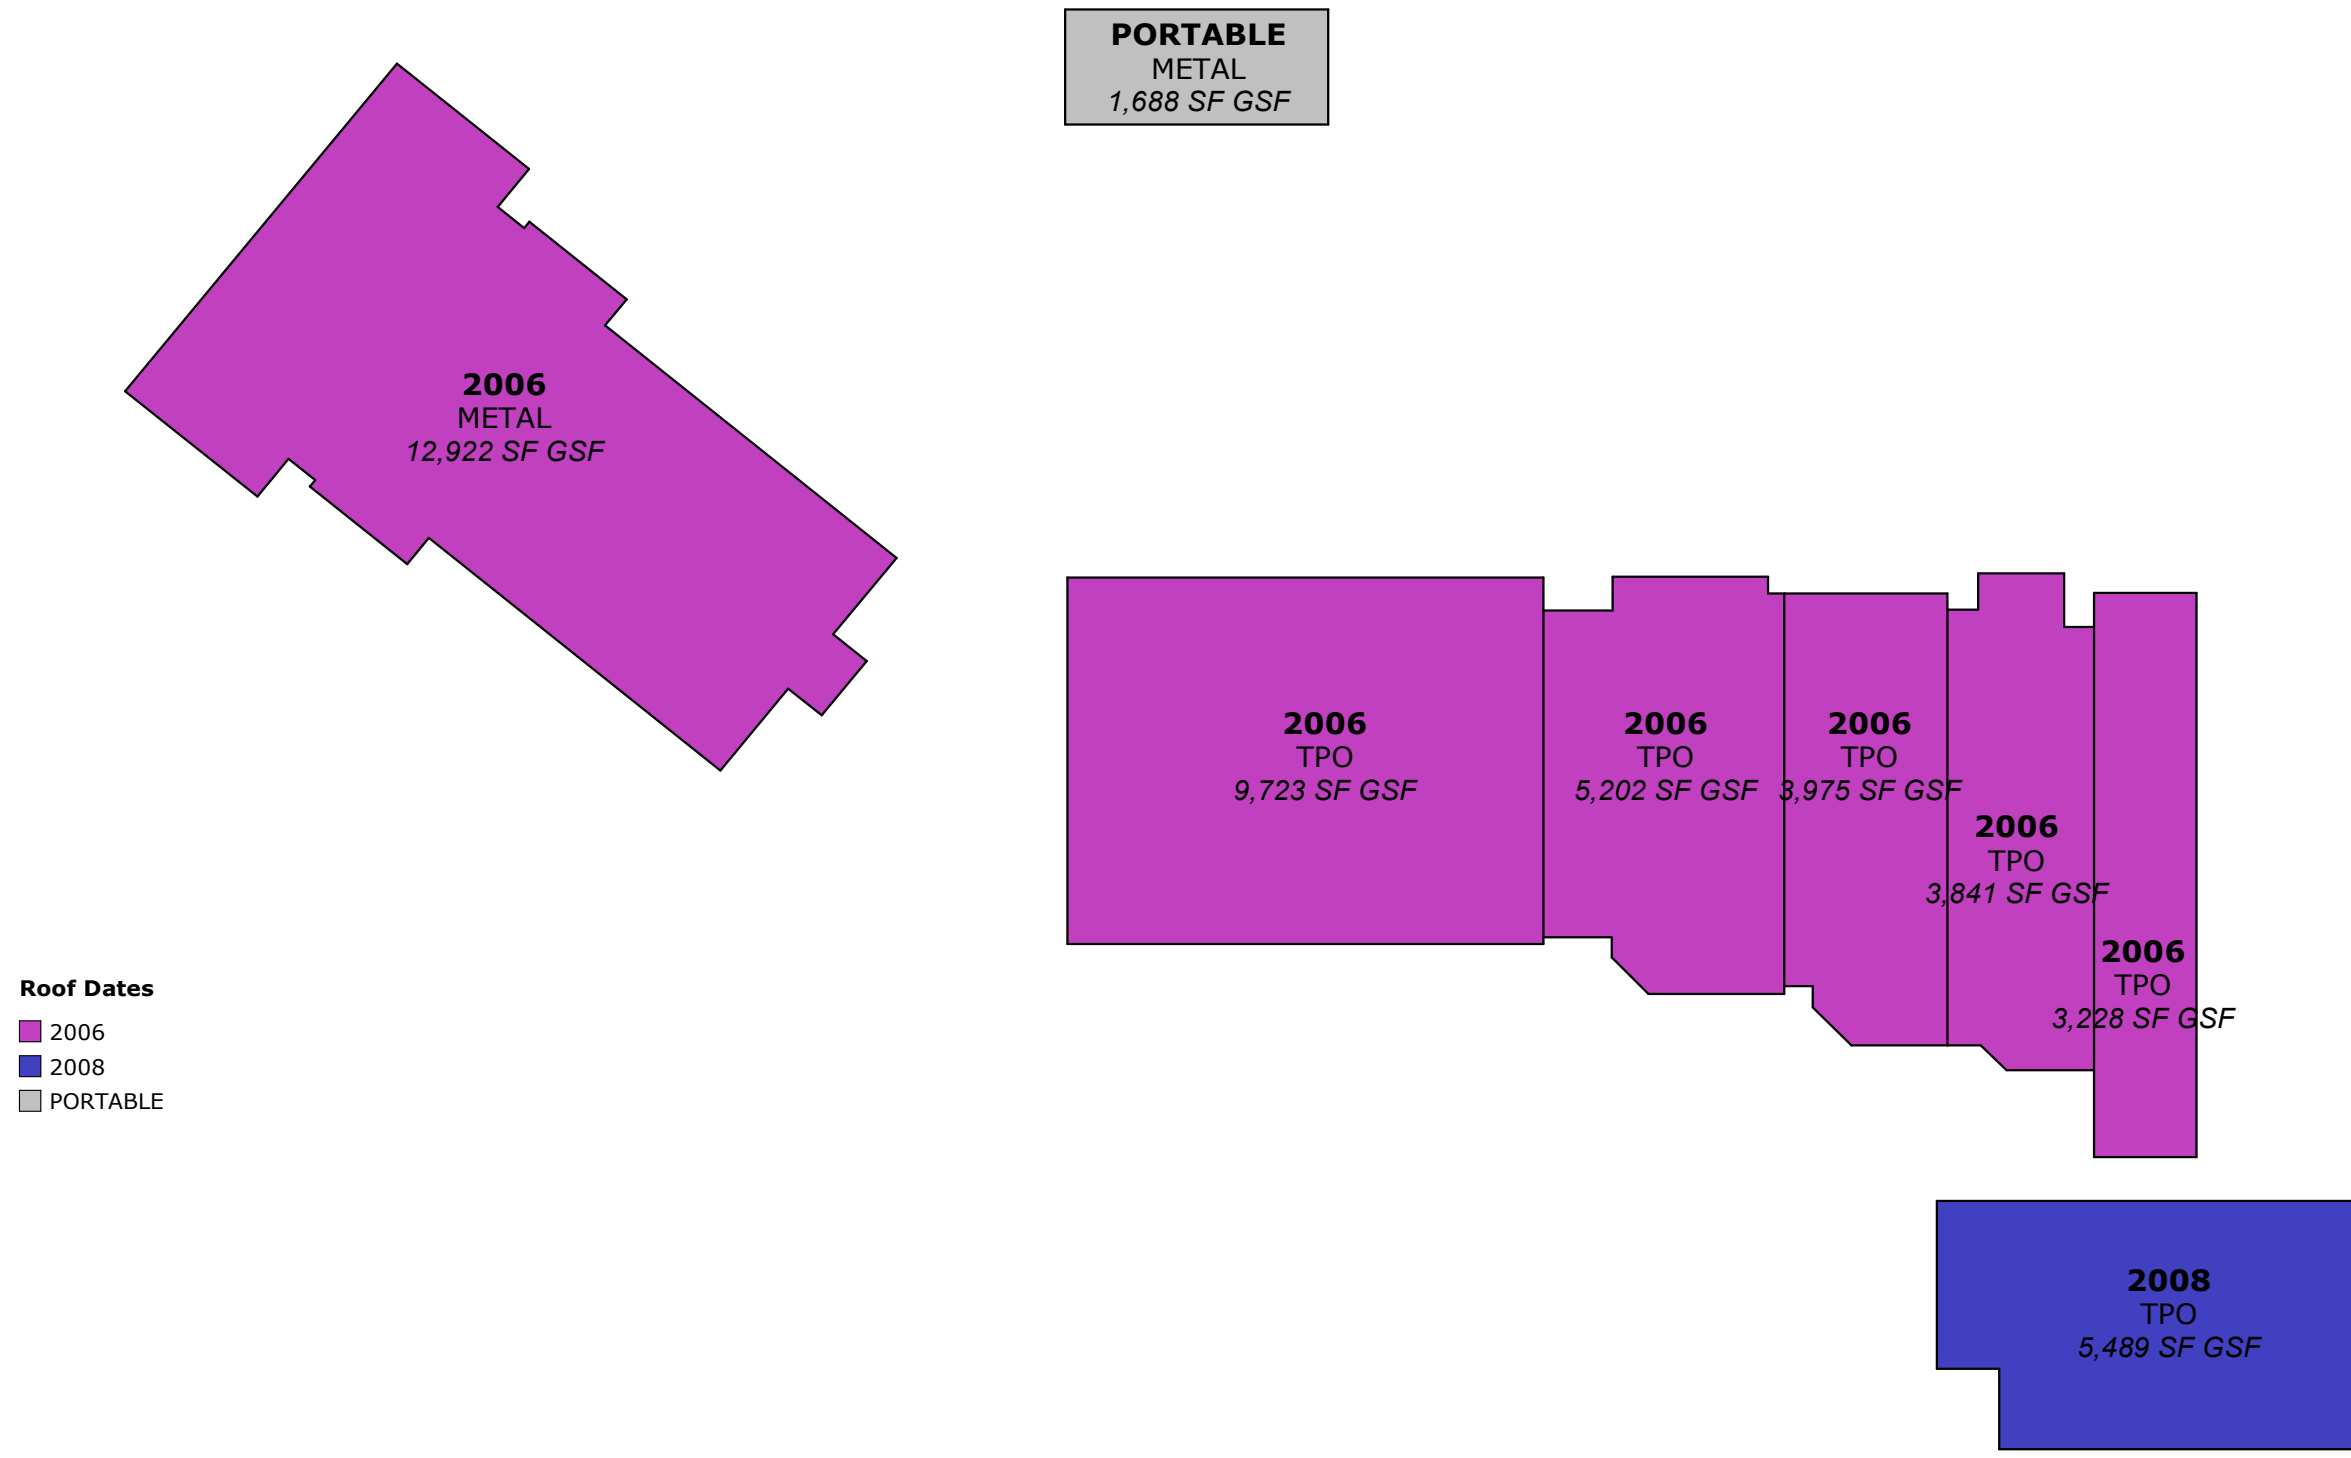 PORTABLE
METAL
1,688 SF GSF
2006
METAL
12,922 SF GSF
2006
TPO
9,723 SF GSF
2006
TPO
5,202 SF GSF
2006
TPO
3,975 SF GSF
2006
TPO
3,841 SF GSF
2006
TPO
3,228 SF GSF
Roof Dates
2006
2008
PORTABLE
2008
TPO
5,489 SF GSF